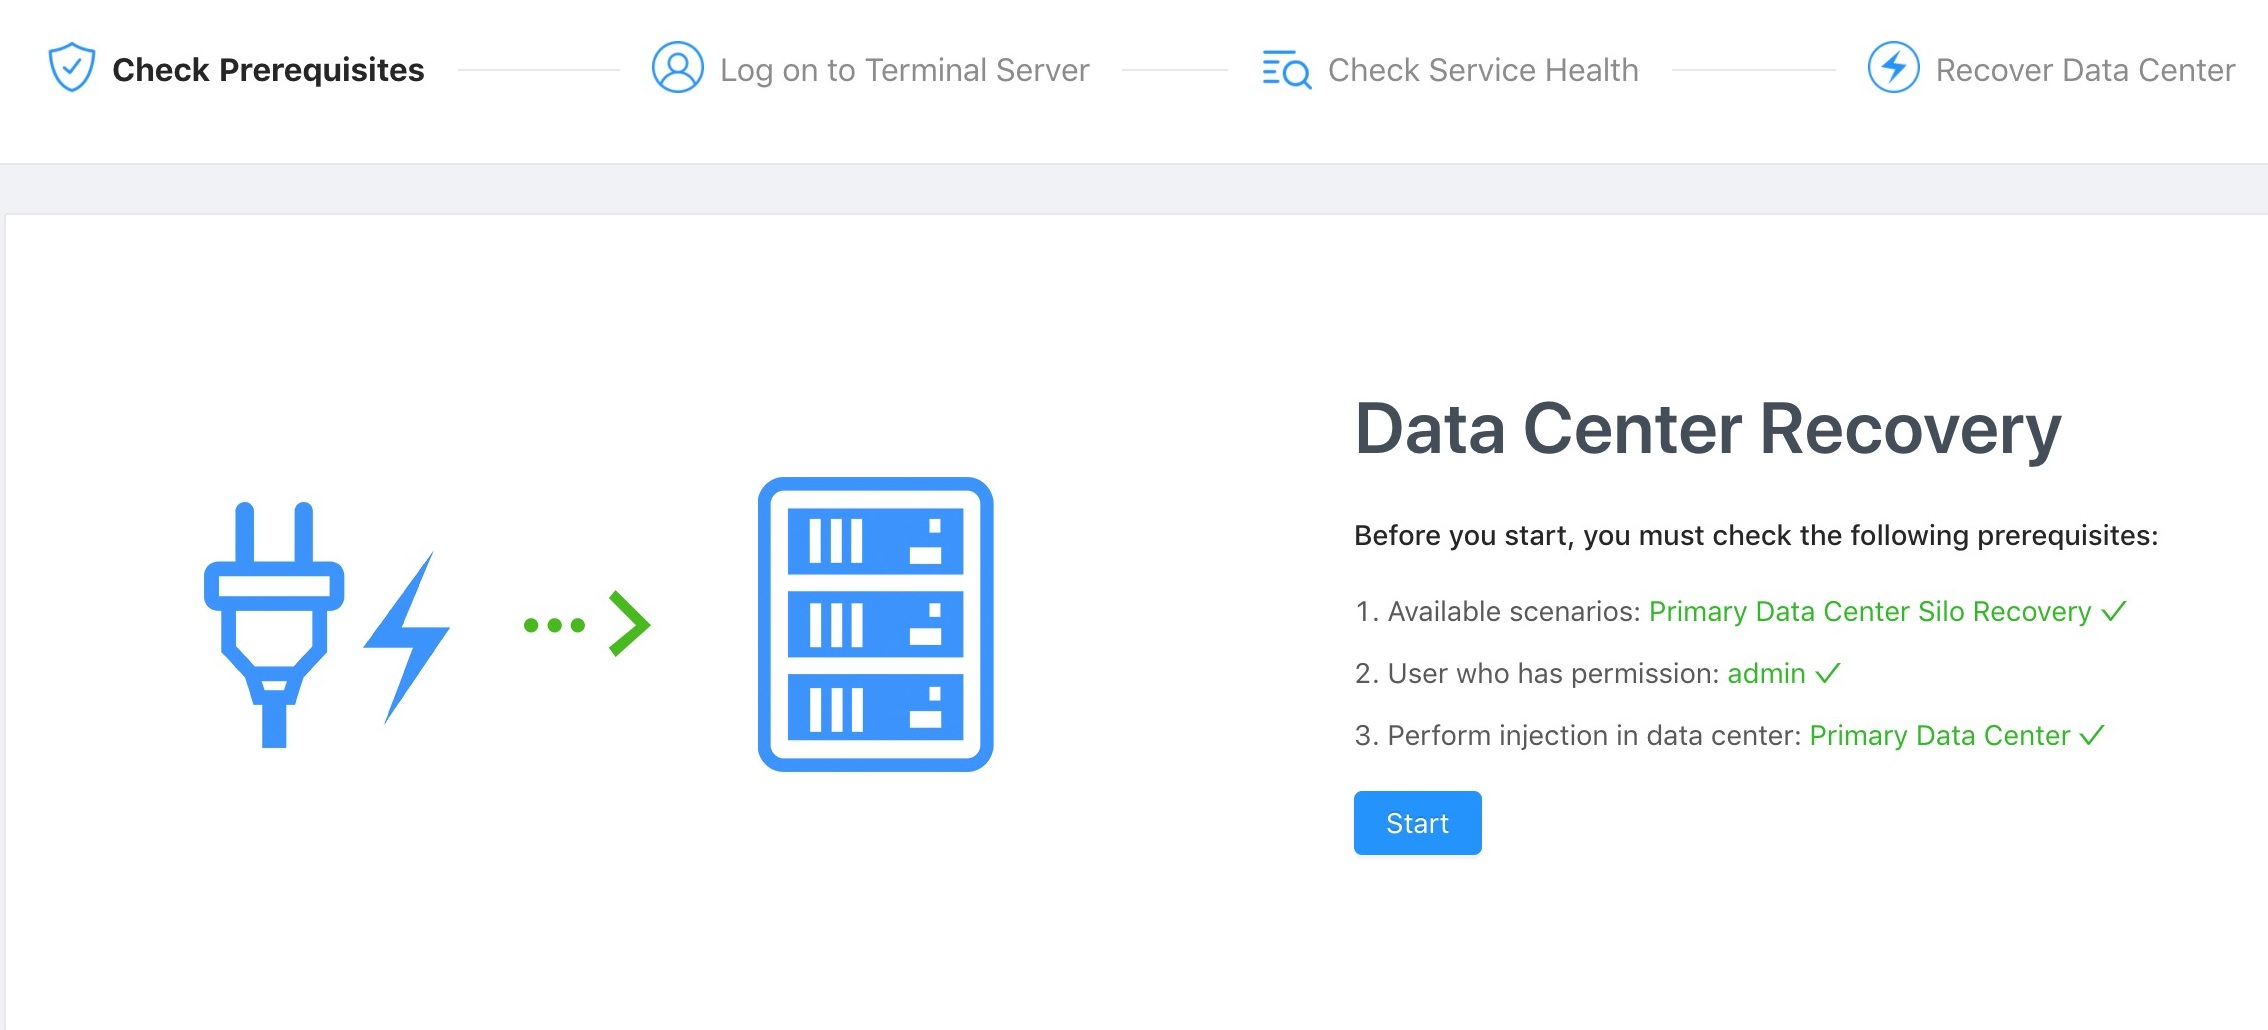 Check Prerequisites
Log on to Terminal Server
Check Service Health
Recover Data Center
Data Center Recovery
Before you start, you must check the following prerequisites:
1. Available scenarios: Primary Data Center Silo Recovery ✓
2. User who has permission: admin ✓
3. Perform injection in data center: Primary Data Center ✓
Start